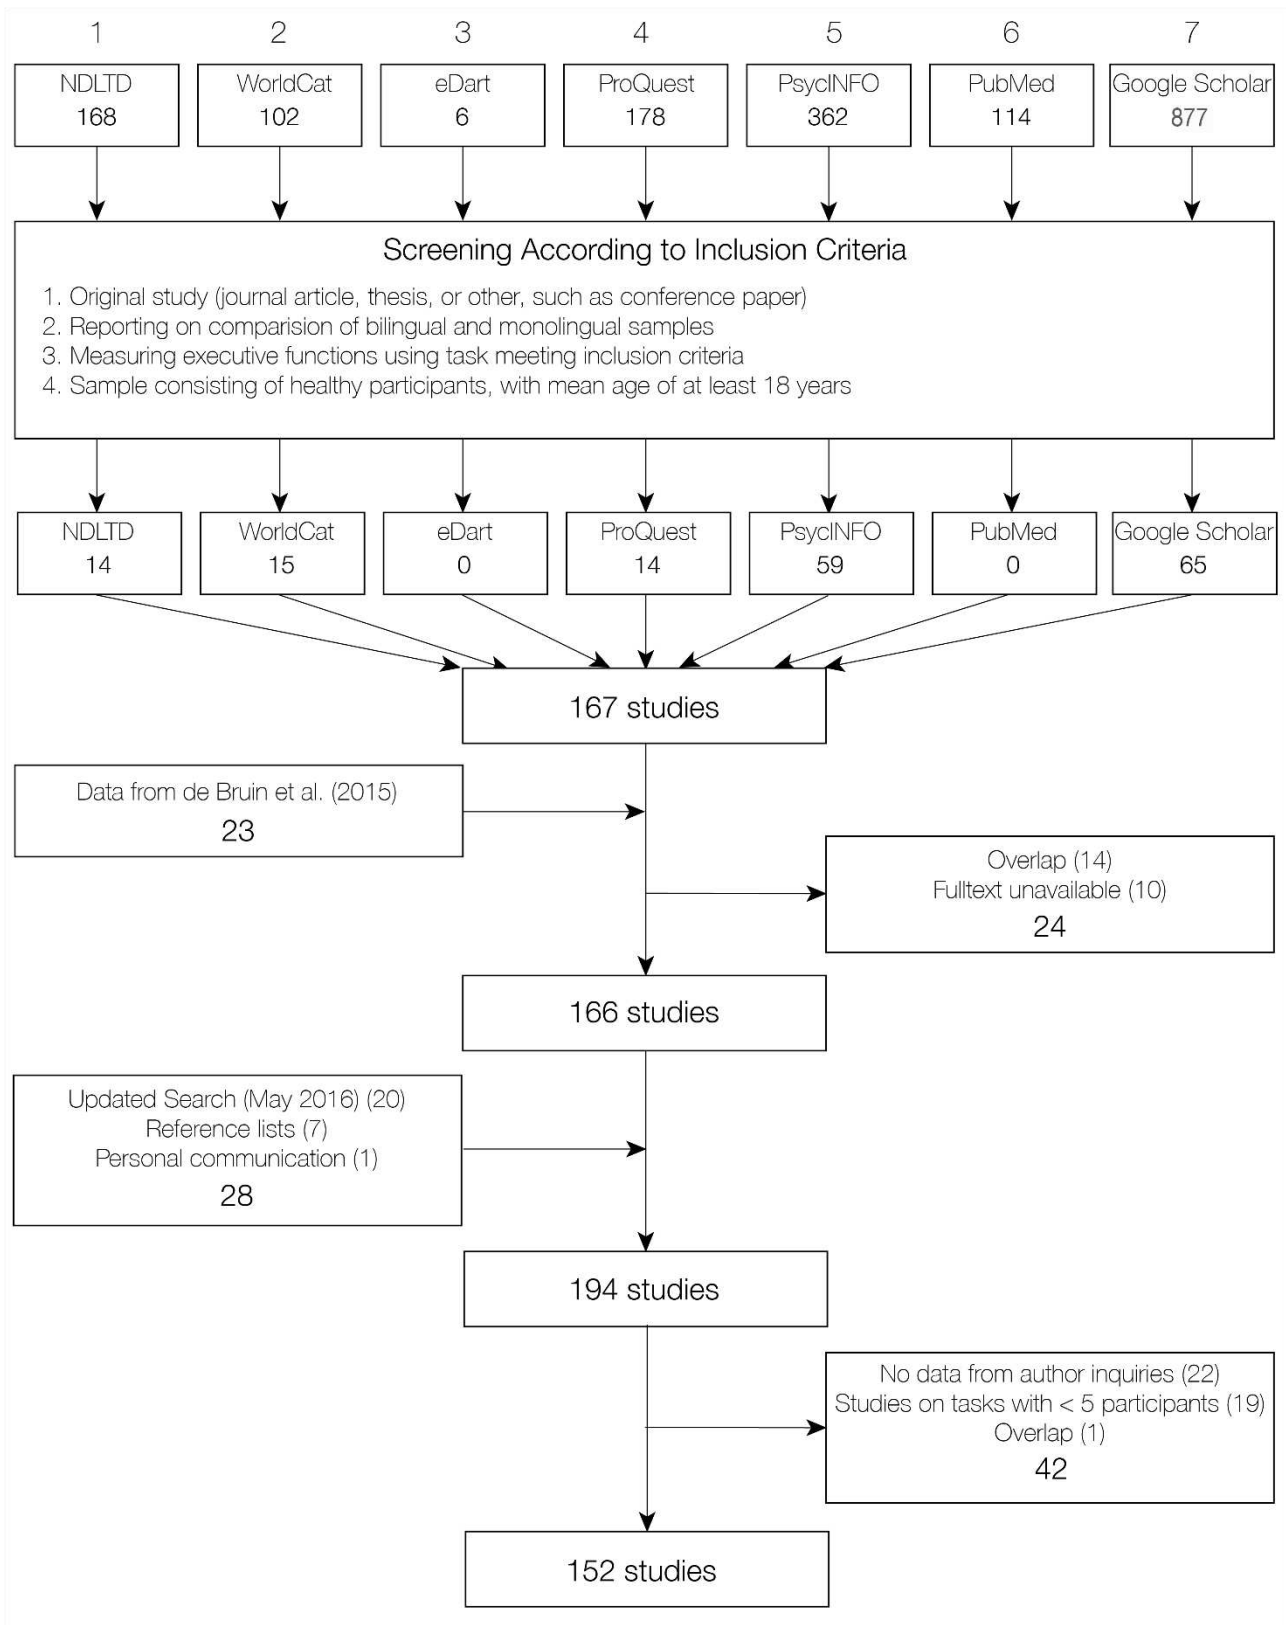 1 2 3 4 5 6 7
NDLTD
168
WorldCat
102
eDart
6
ProQuest
178
PsycINFO
362
PubMed
114
Google Scholar
877
Screening According to Inclusion Criteria
1. Original study (journal article, thesis, or other, such as conference paper)
2. Reporting on comparision of bilingual and monolingual samples
3. Measuring executive functions using task meeting inclusion criteria
4. Sample consisting of healthy participants, with mean age of at least 18 years
NDLTD
14
WorldCat
15
eDart
0
ProQuest
14
PsycINFO
59
PubMed
0
Google Scholar
65
167 studies
Data from de Bruin et al. (2015)
23
Overlap (14)
Fulltext unavailable (10)
24
166 studies
Updated Search (May 2016) (20)
Reference lists (7)
Personal communication (1)
28
194 studies
No data from author inquiries (22)
Studies on tasks with < 5 participants (19)
Overlap (1)
42
152 studies